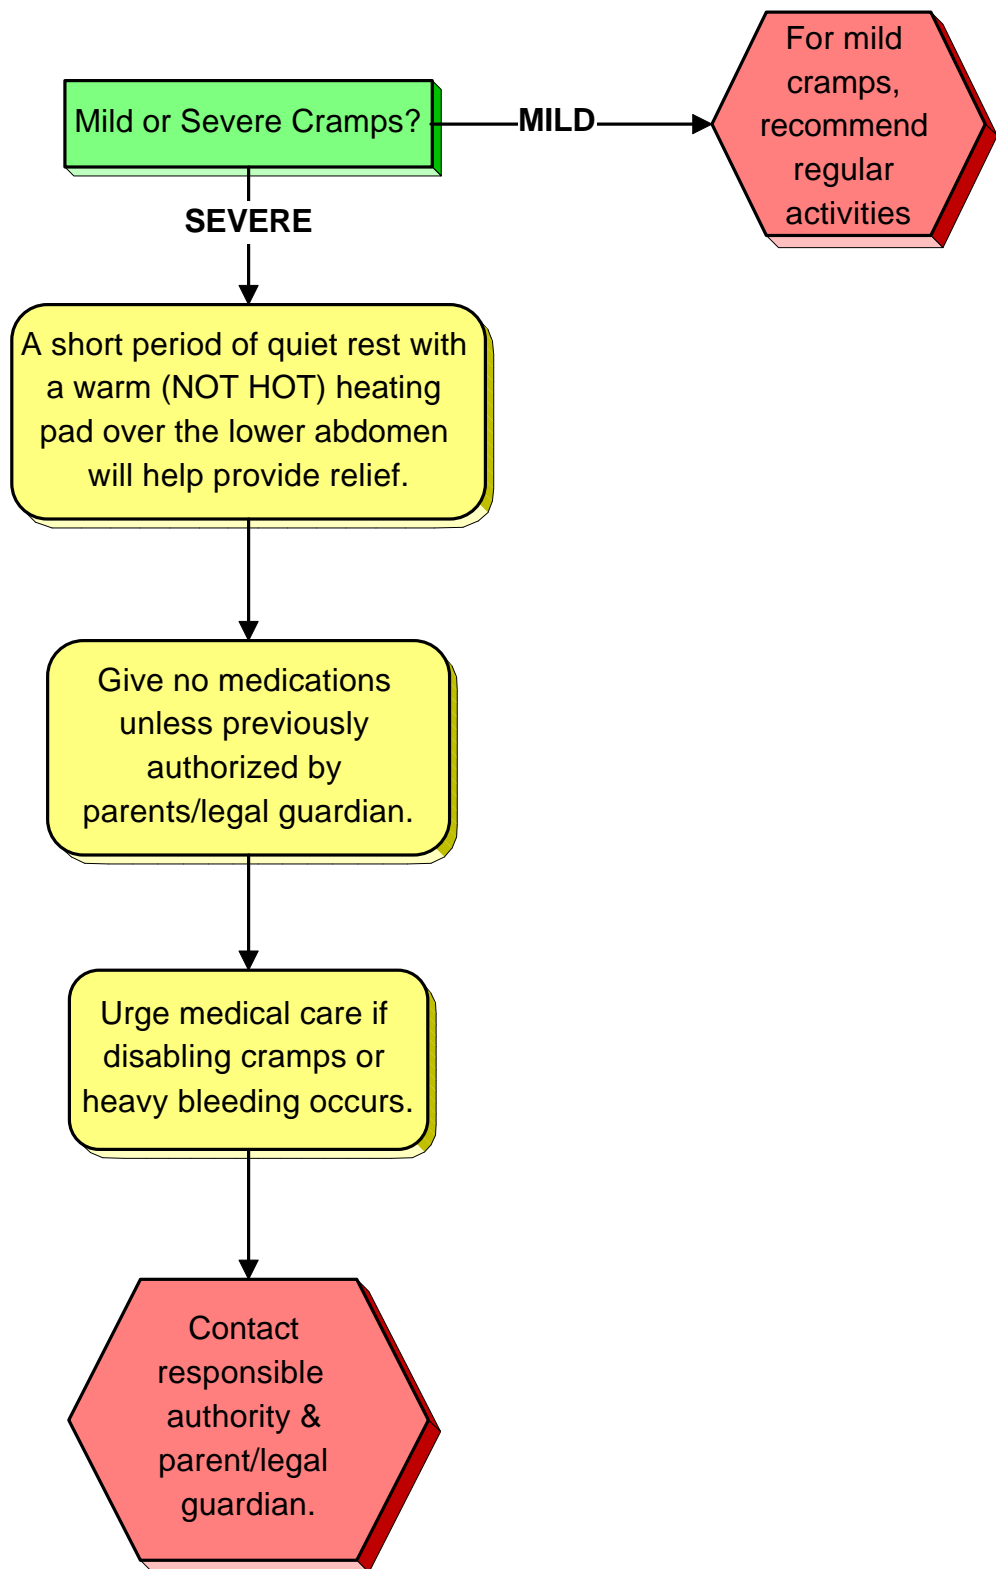 Mild or Severe Cramps?
MILD
For mild
cramps,
recommend
regular
activities
SEVERE
A short period of quiet rest with
a warm (NOT HOT) heating
pad over the lower abdomen
will help provide relief.
Give no medications
unless previously
authorized by
parents/legal guardian.
Urge medical care if
disabling cramps or
heavy bleeding occurs.
Contact
responsible
authority &
parent/legal
guardian.